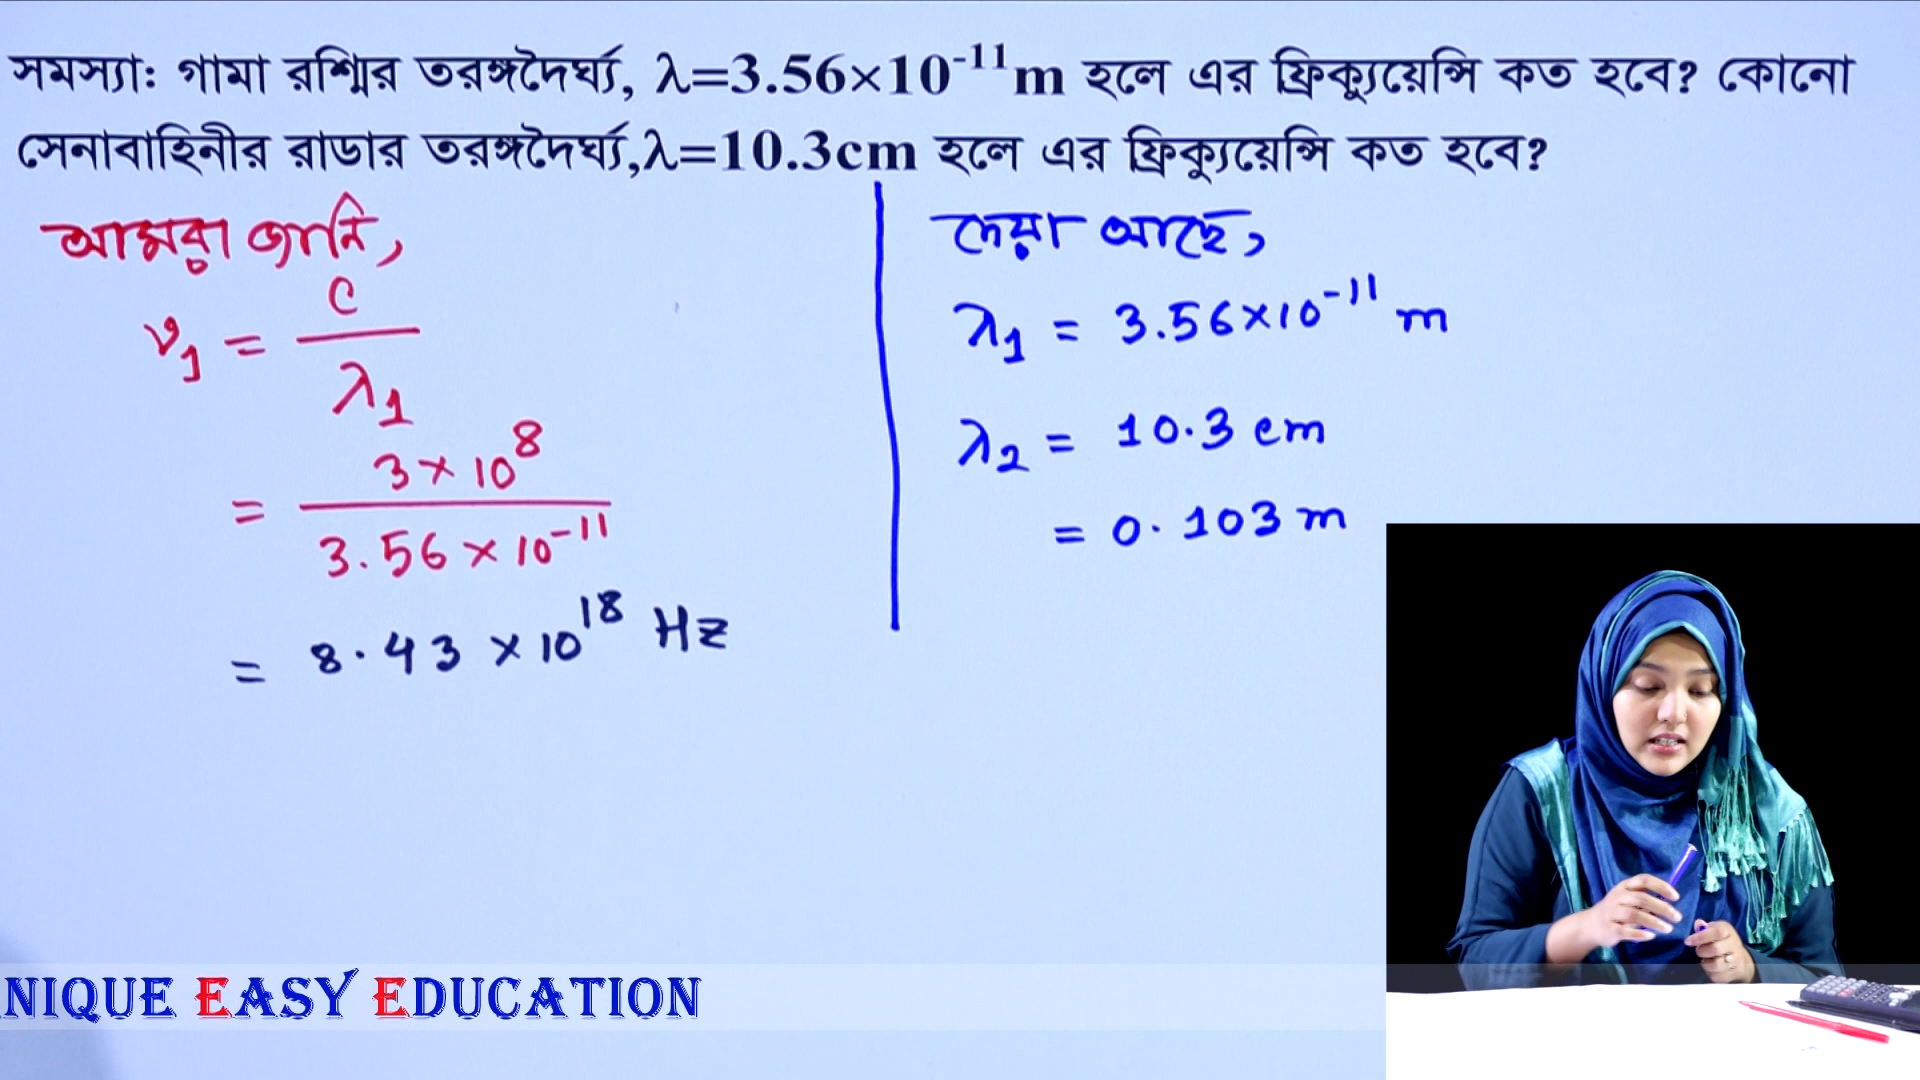 সমস্যাঃ গামা রশ্মির তরঙ্গদৈর্ঘ্য, λ=3.56×10⁻¹¹m হলে এর ফ্রিকুয়েন্সি কত হবে? কোনো
সেনাবাহিনীর রাডার তরঙ্গদৈর্ঘ্য,λ=10.3cm হলে এর ফ্রিকুয়েন্সি কত হবে?
আমরা জানি,
ν₁ = c / λ₁
= 3 × 10⁸ / 3.56 × 10⁻¹¹
= 8.43 × 10¹⁸ Hz
দেয়া আছে,
λ₁ = 3.56×10⁻¹¹ m
λ₂ = 10.3 cm
= 0.103 m
NIQUE EASY EDUCATION